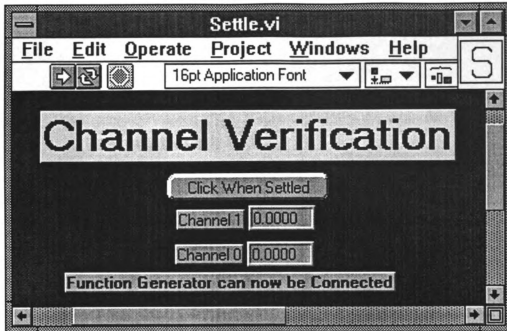 Settle.vi
File Edit Operate Project Windows Help
16pt Application Font
S
Channel Verification
Click When Settled
Channel 1 0.0000
Channel 0 0.0000
Function Generator can now be Connected